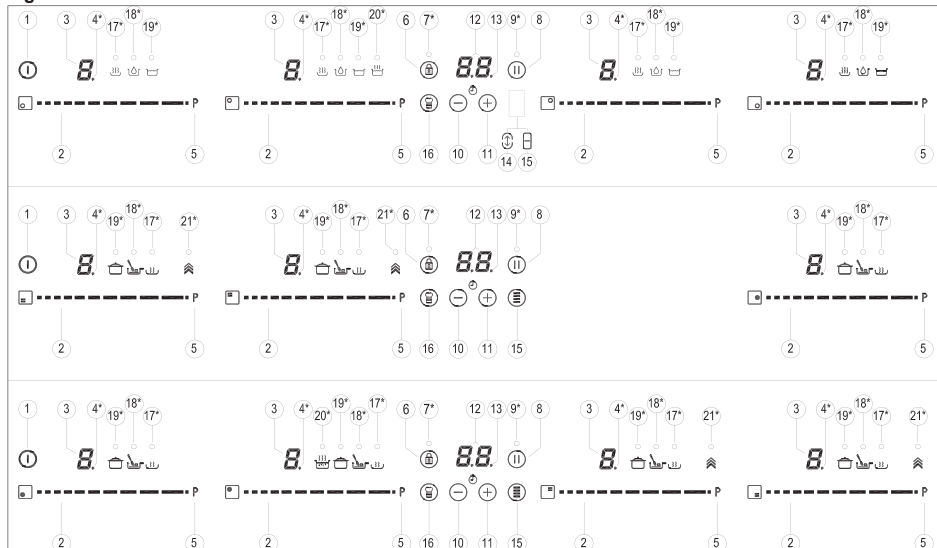 18* 18* 20* 18* 18*
1 3 4* 17* 19* 3 4* 17* 19* 6 7* 12 13 9* 8 3 4* 17* 19* 3 4* 17* 19*
8. 8. 8.8. 8. 8.
P P P P
2 5 2 5 16 10 11 14 15 2 5 2 5
18* 18* 18*
1 3 4* 19* 17* 21* 3 4* 19* 17* 21* 6 7* 12 13 9* 8 3 4* 19* 17*
8. 8. 8.8. 8.
P P P
2 5 2 5 16 10 11 15 2 5
18* 19* 17* 18* 18*
1 3 4* 19* 17* 3 4* 20* 18* 6 7* 12 13 9* 8 3 4* 19* 17* 21* 3 4* 19* 17* 21*
8. 8. 8.8. 8. 8.
P P P P
2 5 2 5 16 10 11 15 2 5 2 5